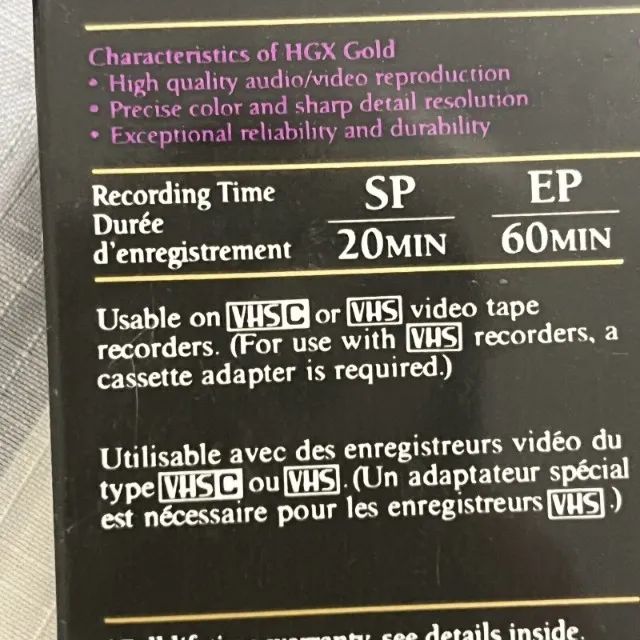 Characteristics of HGX Gold
• High quality audio/video reproduction
• Precise color and sharp detail resolution
• Exceptional reliability and durability
Recording Time SP EP
Durée
d'enregistrement 20MIN 60MIN
Usable on VHSC or VHS video tape
recorders. (For use with VHS recorders, a
cassette adapter is required.)
Utilisable avec des enregistreurs vidéo du
type VHSC ou VHS. (Un adaptateur spécial
est nécessaire pour les enregistreurs VHS.)
see details inside.